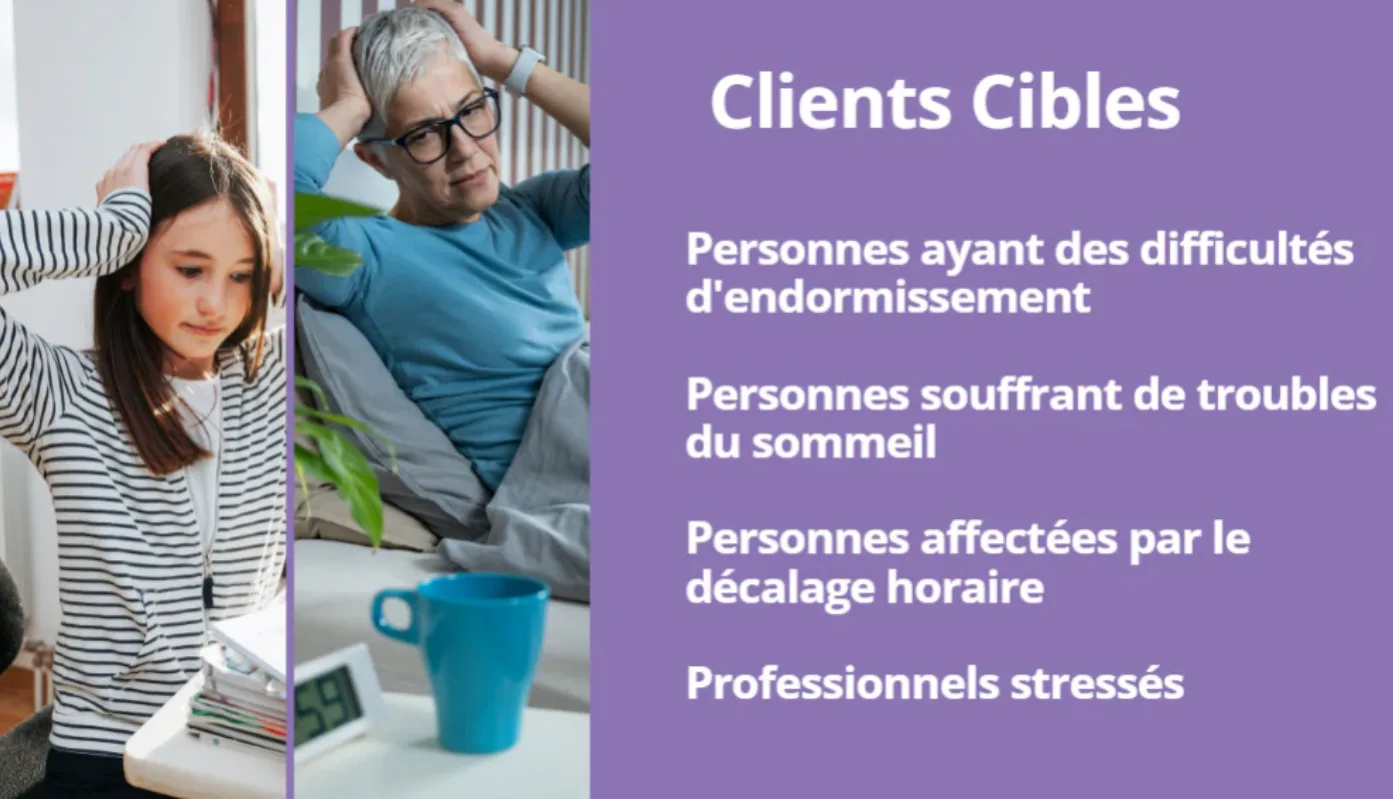 Clients Cibles
Personnes ayant des difficultés
d'endormissement
Personnes souffrant de troubles
du sommeil
Personnes affectées par le
décalage horaire
Professionnels stressés
59